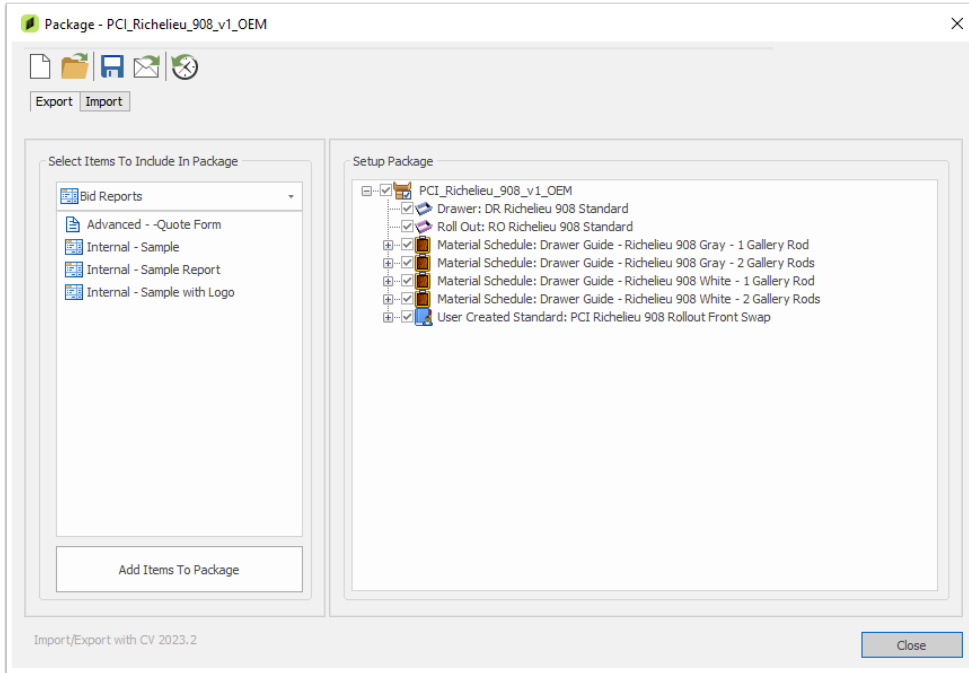 Package - PCI_Richelieu_908_v1_OEM
Export Import
Select Items To Include In Package
Bid Reports
Advanced - -Quote Form
Internal - Sample
Internal - Sample Report
Internal - Sample with Logo
Add Items To Package
Setup Package
PCI_Richelieu_908_v1_OEM
Drawer: DR Richelieu 908 Standard
Roll Out: RO Richelieu 908 Standard
Material Schedule: Drawer Guide - Richelieu 908 Gray - 1 Gallery Rod
Material Schedule: Drawer Guide - Richelieu 908 Gray - 2 Gallery Rods
Material Schedule: Drawer Guide - Richelieu 908 White - 1 Gallery Rod
Material Schedule: Drawer Guide - Richelieu 908 White - 2 Gallery Rods
User Created Standard: PCI Richelieu 908 Rollout Front Swap
Import/Export with CV 2023.2
Close